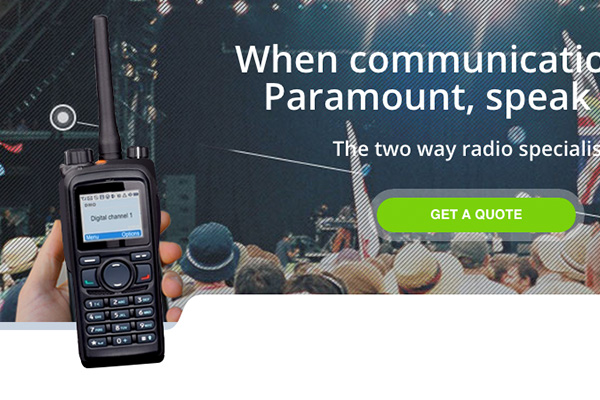 When communicatio
Paramount, speak
The two way radio specialis
GET A QUOTE
Digital channel 1
Menu Options